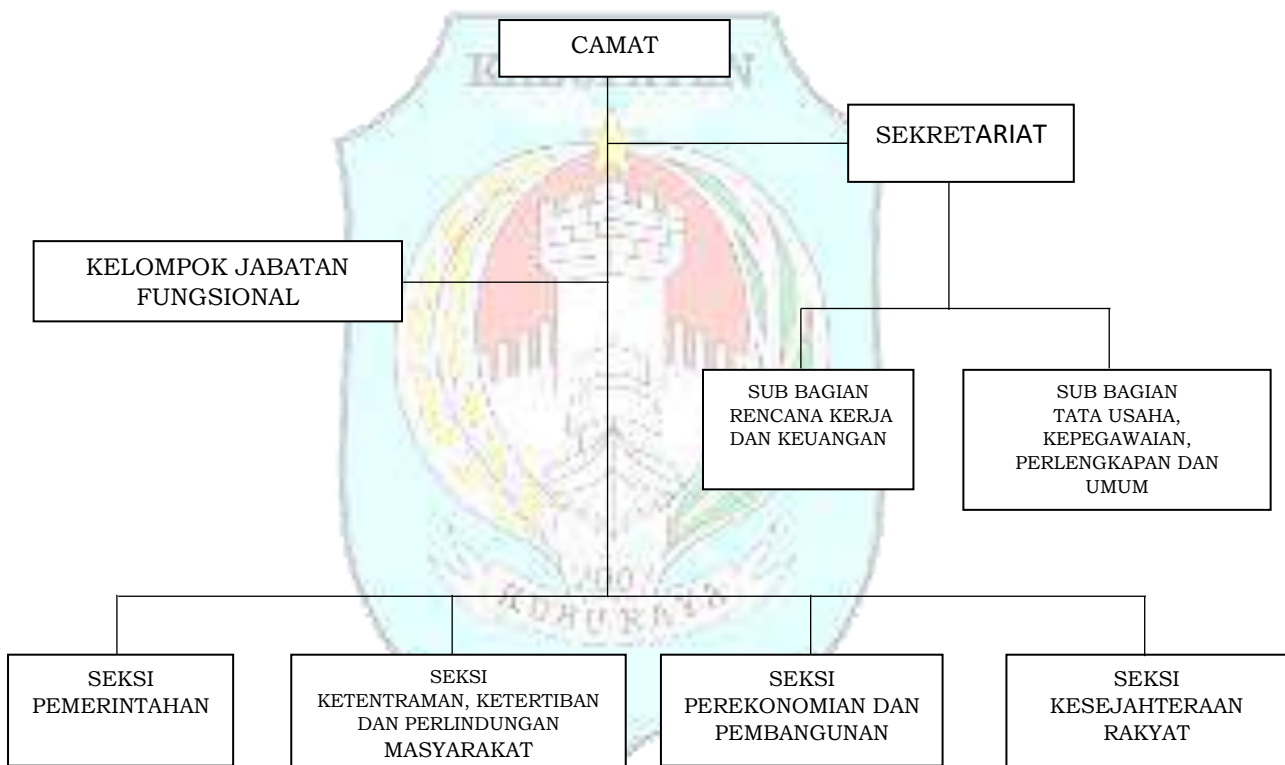 CAMAT
SEKRETARIAT
KELOMPOK JABATAN
FUNGSIONAL
SUB BAGIAN
RENCANA KERJA
DAN KEUANGAN
SUB BAGIAN
TATA USAHA,
KEPEGAWAIAN,
PERLENGKAPAN DAN
UMUM
SEKSI
PEMERINTAHAN
SEKSI
KETENTRAMAN, KETERTIBAN
DAN PERLINDUNGAN
MASYARAKAT
SEKSI
PEREKONOMIAN DAN
PEMBANGUNAN
SEKSI
KESEJAHTERAAN
RAKYAT